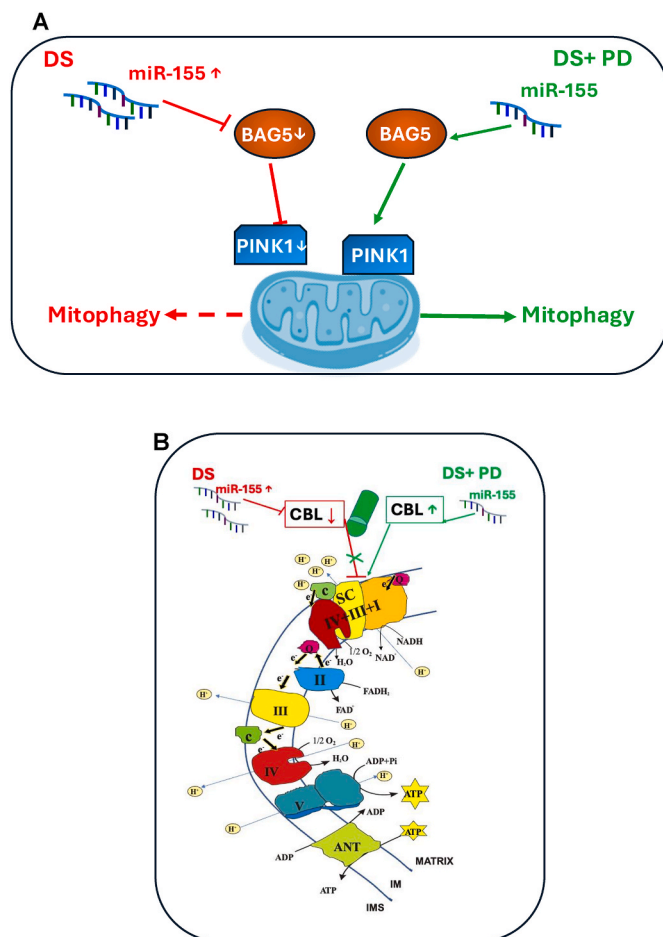 A
DS
DS+ PD
miR-155 ↑
miR-155
BAG5↓
BAG5
PINK1↓
PINK1
Mitophagy
Mitophagy
B
DS
DS+ PD
miR-155 ↑
miR-155
CBL ↓
CBL ↑
H⁺
H⁺
H⁺
H⁺
c
SC
Q
e⁻
e⁻
IV+III+I
NADH
1/2 O₂
Q
H₂O
NAD⁺
H⁺
e⁻
e⁻
II
FADH₂
e⁻
FAD⁺
III
H⁺
H⁺
c
e⁻
e⁻
1/2 O₂
H⁺
H₂O
IV
ADP+Pi
H⁺
H⁺
ATP
V
ADP
H⁺
ATP
ANT
ADP
MATRIX
ATP
IM
IMS